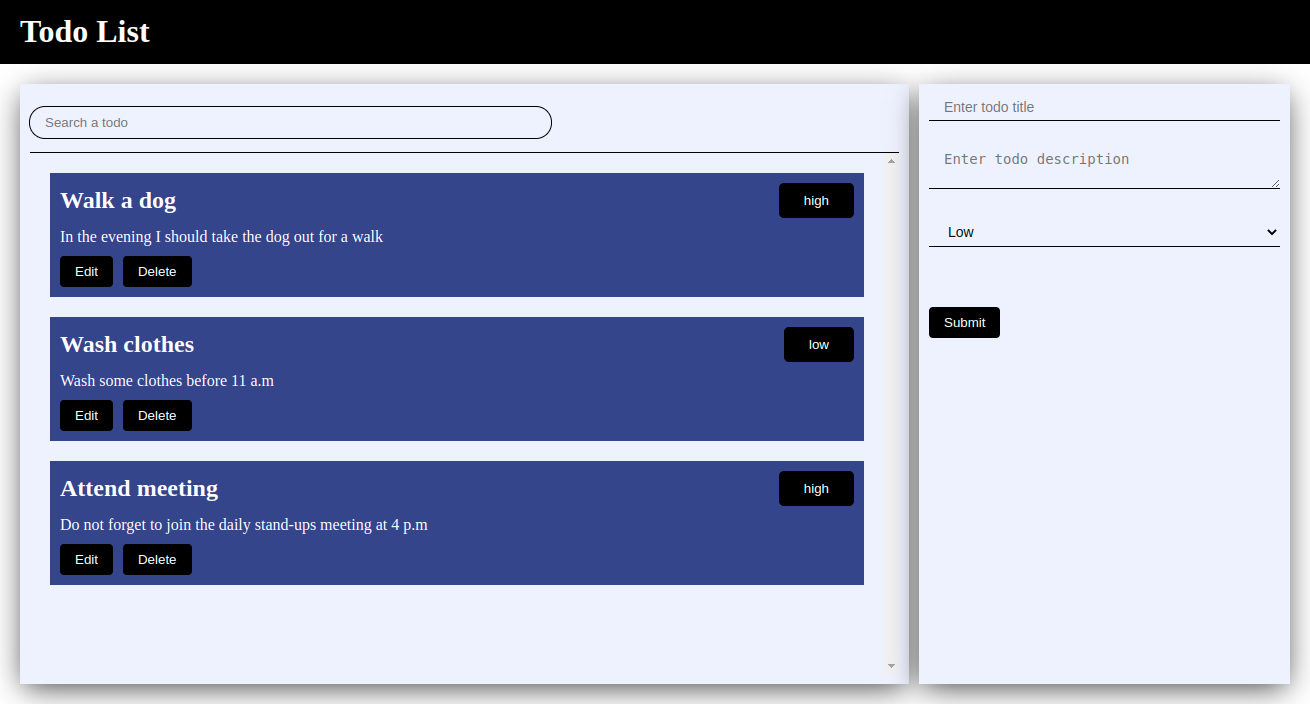 Todo List
Search a todo
Walk a dog
high
In the evening I should take the dog out for a walk
Edit Delete
Wash clothes
low
Wash some clothes before 11 a.m
Edit Delete
Attend meeting
high
Do not forget to join the daily stand-ups meeting at 4 p.m
Edit Delete
Enter todo title
Enter todo description
Low
Submit